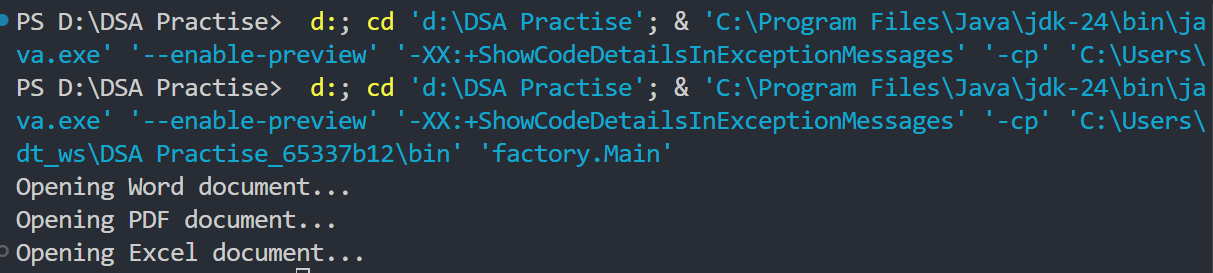 PS D:\DSA Practise>  d:; cd 'd:\DSA Practise'; & 'C:\Program Files\Java\jdk-24\bin\ja
va.exe' '--enable-preview' '-XX:+ShowCodeDetailsInExceptionMessages' '-cp' 'C:\Users\
PS D:\DSA Practise>  d:; cd 'd:\DSA Practise'; & 'C:\Program Files\Java\jdk-24\bin\ja
va.exe' '--enable-preview' '-XX:+ShowCodeDetailsInExceptionMessages' '-cp' 'C:\Users\
dt_ws\DSA Practise_65337b12\bin' 'factory.Main'
Opening Word document...
Opening PDF document...
Opening Excel document...